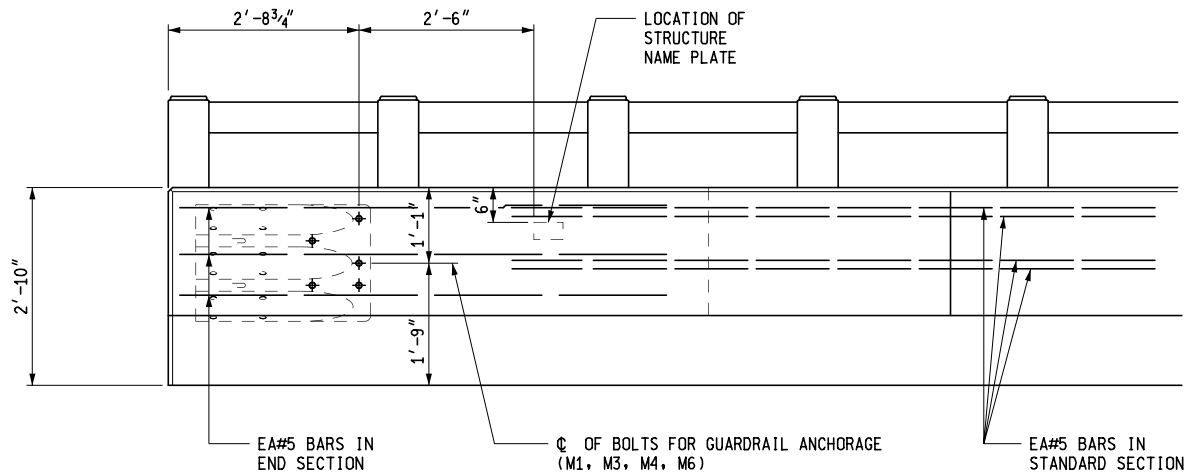 2'-8¾"
2'-6"
LOCATION OF
STRUCTURE
NAME PLATE
2'-10"
1'-1"
6"
1'-9"
EA#5 BARS IN
END SECTION
℄ OF BOLTS FOR GUARDRAIL ANCHORAGE
(M1, M3, M4, M6)
EA#5 BARS IN
STANDARD SECTION